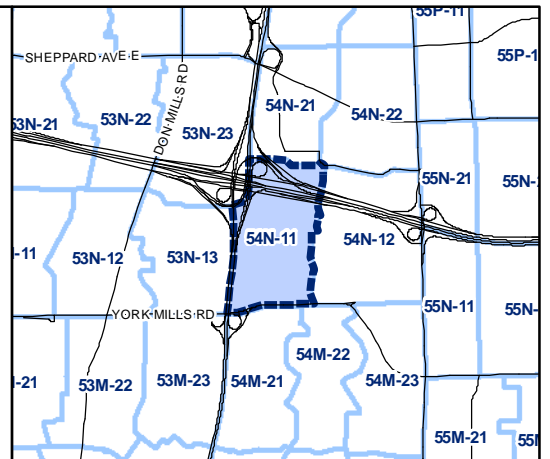 55P-11
SHEPPARD AVE E
55P-1
DON MILLS RD
54N-21
54N-22
53N-21
53N-22
53N-23
55N-21
55N-
-11
53N-12
53N-13
54N-11
54N-12
YORK MILLS RD
55N-11
55N-
54M-22
-21
53M-22
53M-23
54M-21
54M-23
55M-21
55M